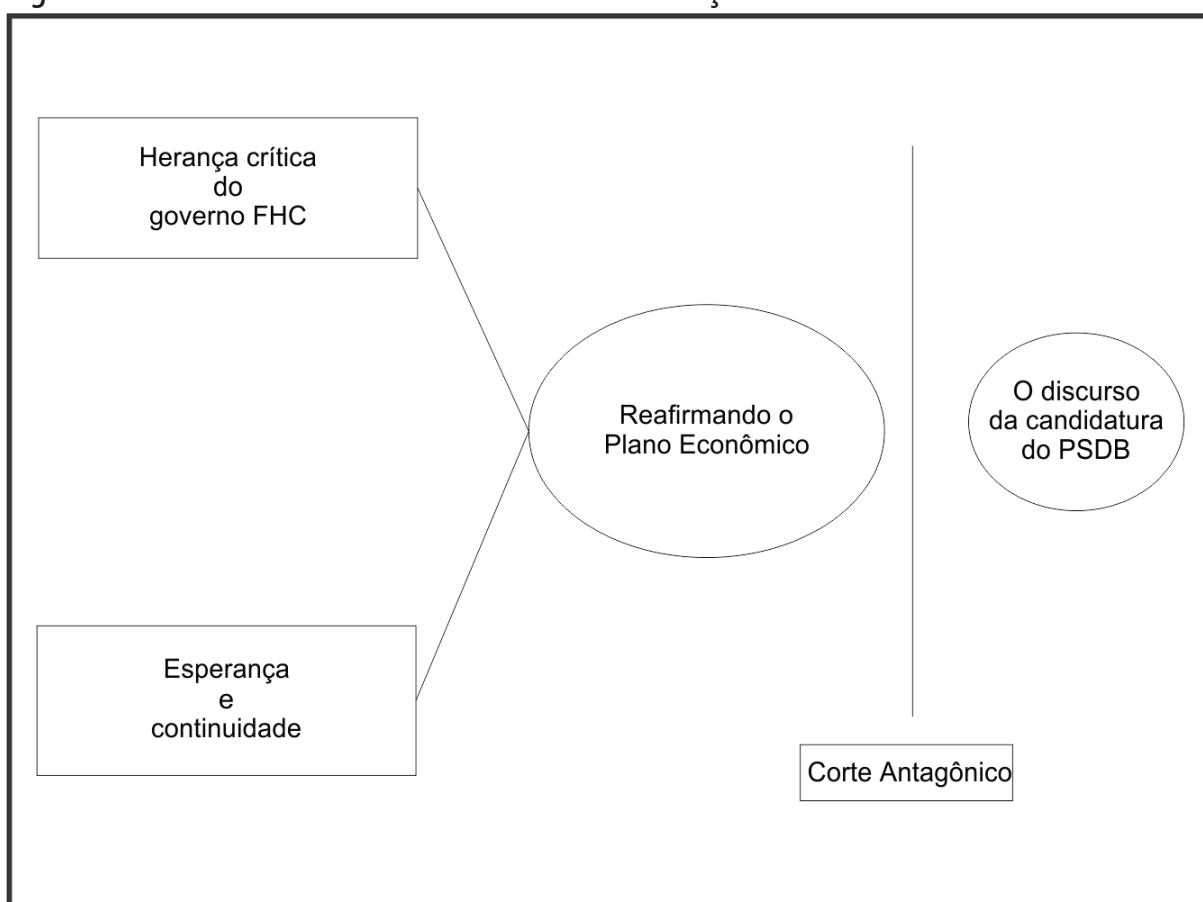 Herança crítica
do
governo FHC
Reafirmando o
Plano Econômico
O discurso
da candidatura
do PSDB
Esperança
e
continuidade
Corte Antagônico